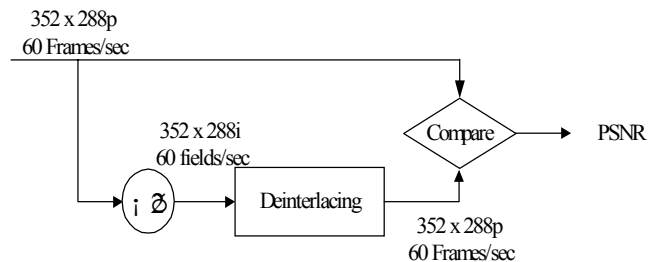 352 x 288p
60 Frames/sec
352 x 288i
60 fields/sec
Compare
PSNR
Deinterlacing
352 x 288p
60 Frames/sec